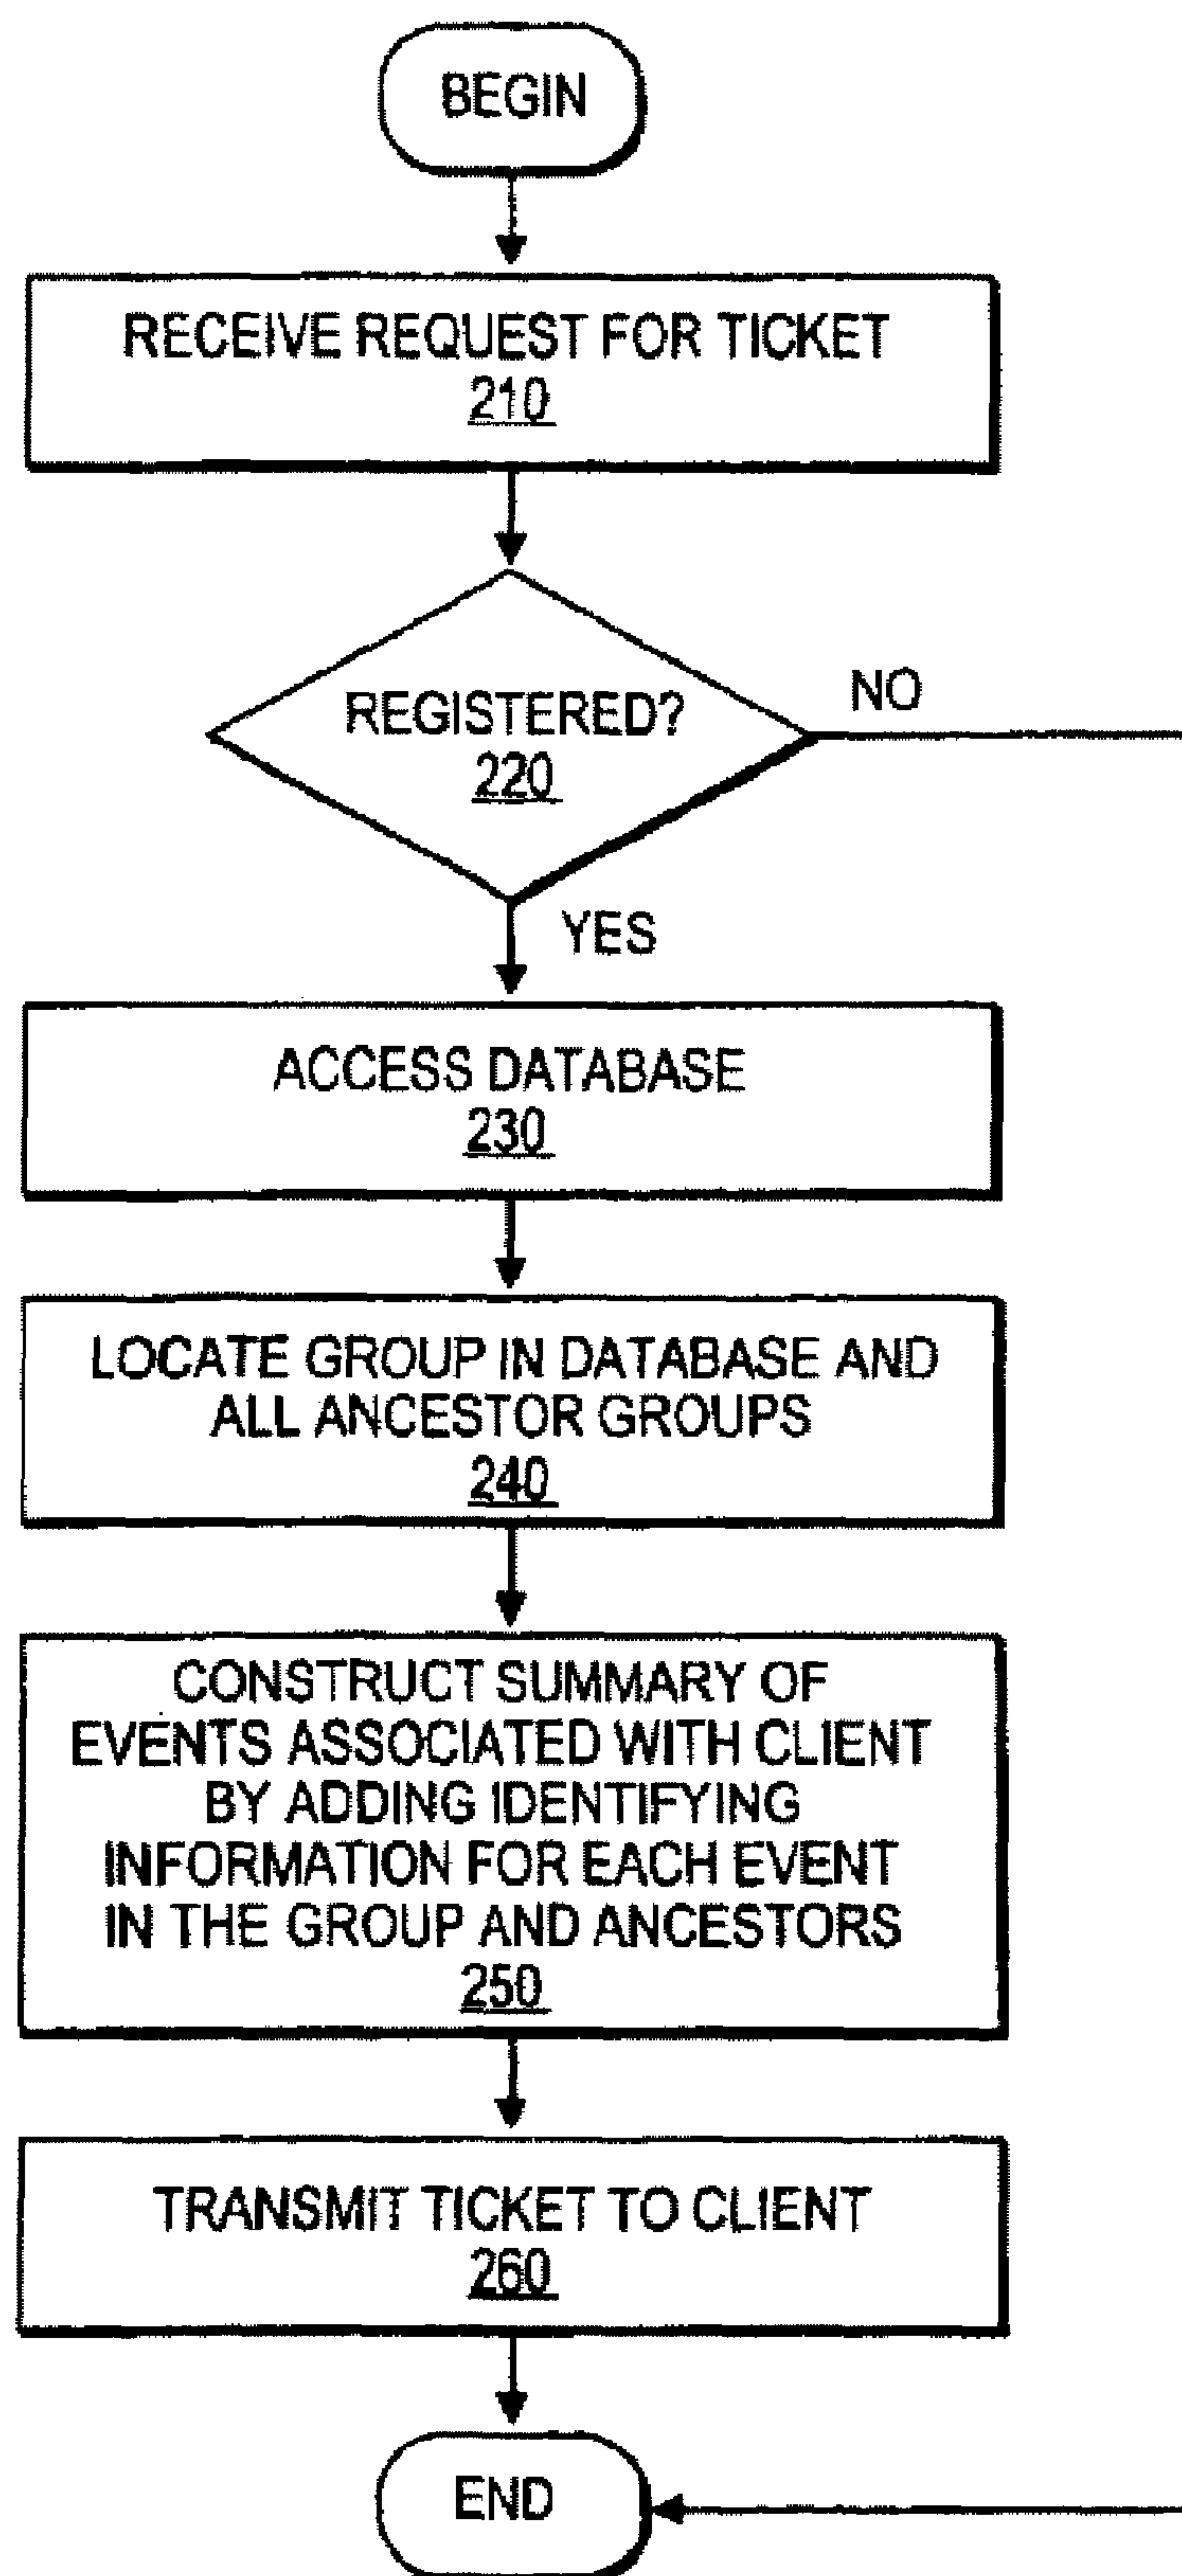 BEGIN
RECEIVE REQUEST FOR TICKET
210
REGISTERED?
220
NO
YES
ACCESS DATABASE
230
LOCATE GROUP IN DATABASE AND
ALL ANCESTOR GROUPS
240
CONSTRUCT SUMMARY OF
EVENTS ASSOCIATED WITH CLIENT
BY ADDING IDENTIFYING
INFORMATION FOR EACH EVENT
IN THE GROUP AND ANCESTORS
250
TRANSMIT TICKET TO CLIENT
260
END